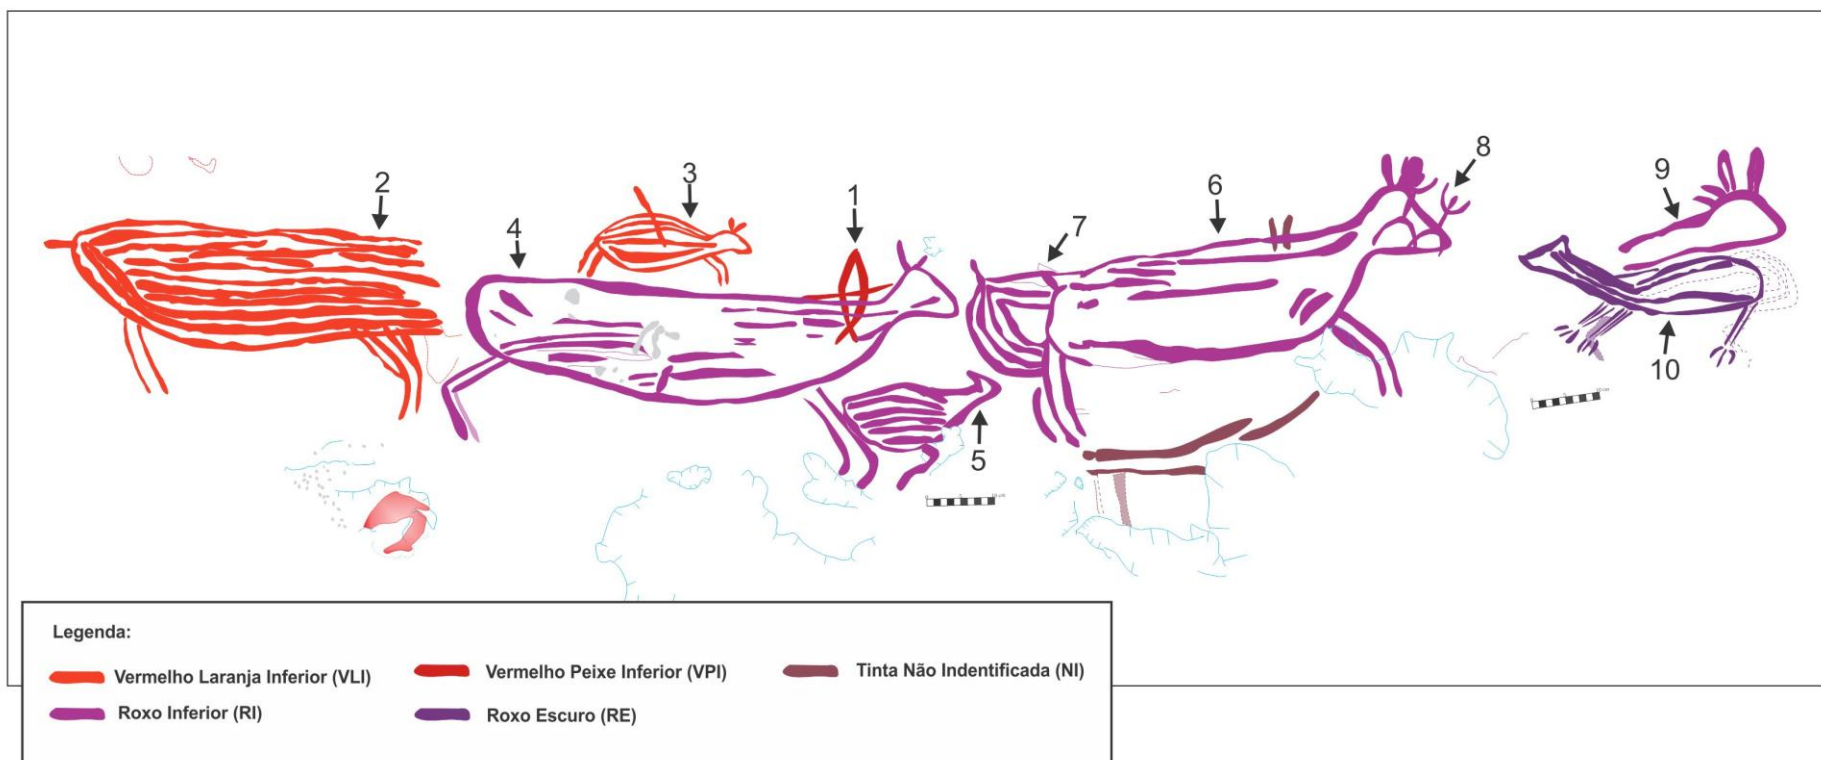 8
3
9
2
1
6
4
7
5
10
Legenda:
Vermelho Laranja Inferior (VLI)
Vermelho Peixe Inferior (VPI)
Tinta Não Indentificada (NI)
Roxo Inferior (RI)
Roxo Escuro (RE)